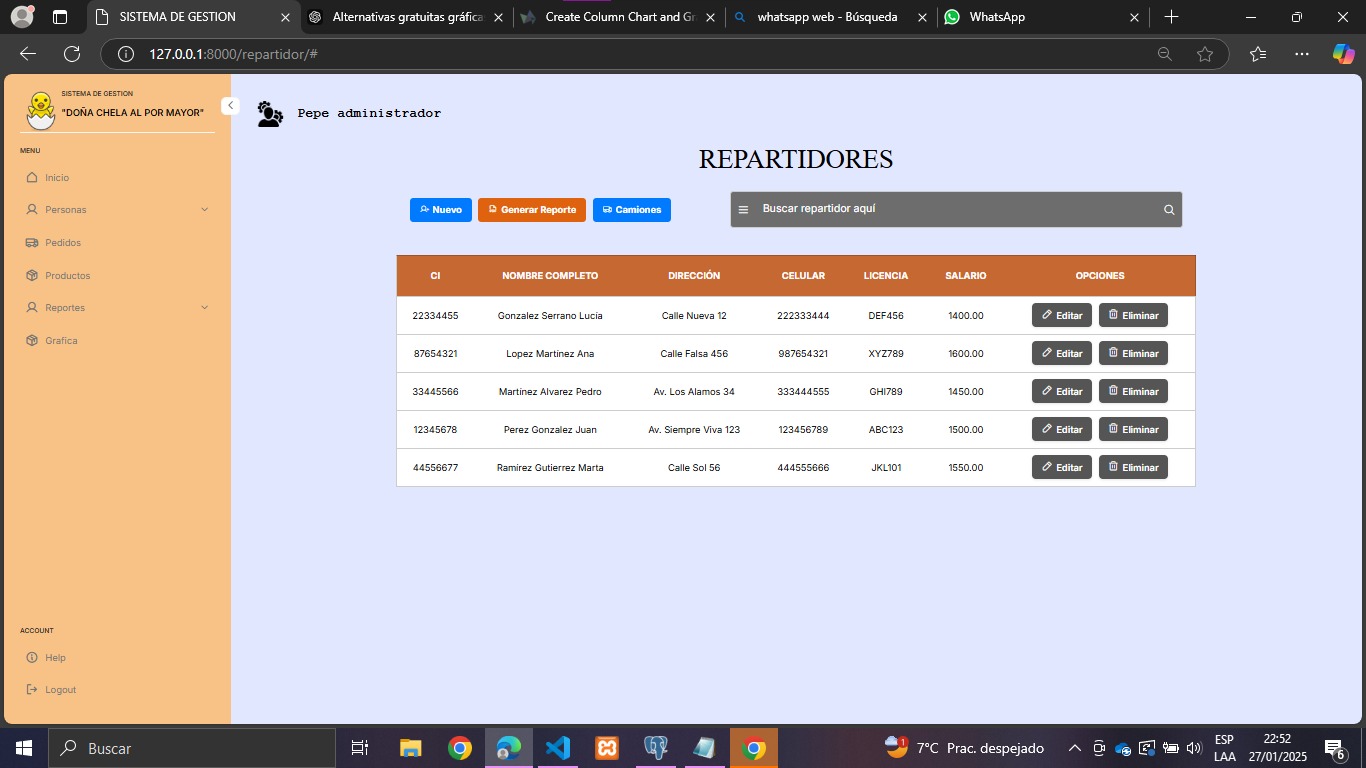 SISTEMA DE GESTION
Alternativas gratuitas gráfica
Create Column Chart and Gr
whatsapp web - Búsqueda
WhatsApp
127.0.0.1:8000/repartidor/#
SISTEMA DE GESTION
"DOÑA CHELA AL POR MAYOR"
MENU
Inicio
Personas
Pedidos
Productos
Reportes
Grafica
ACCOUNT
Help
Logout
Pepe administrador
REPARTIDORES
Nuevo Generar Reporte Camiones Buscar repartidor aquí
CI NOMBRE COMPLETO DIRECCIÓN CELULAR LICENCIA SALARIO OPCIONES
22334455 Gonzalez Serrano Lucía Calle Nueva 12 222333444 DEF456 1400.00 Editar Eliminar
87654321 Lopez Martínez Ana Calle Falsa 456 987654321 XYZ789 1600.00 Editar Eliminar
33445566 Martínez Alvarez Pedro Av. Los Alamos 34 333444555 GHI789 1450.00 Editar Eliminar
12345678 Perez Gonzalez Juan Av. Siempre Viva 123 123456789 ABC123 1500.00 Editar Eliminar
44556677 Ramírez Gutierrez Marta Calle Sol 56 444555666 JKL101 1550.00 Editar Eliminar
Buscar
1
7°C Prac. despejado
ESP
LAA
22:52
27/01/2025
6